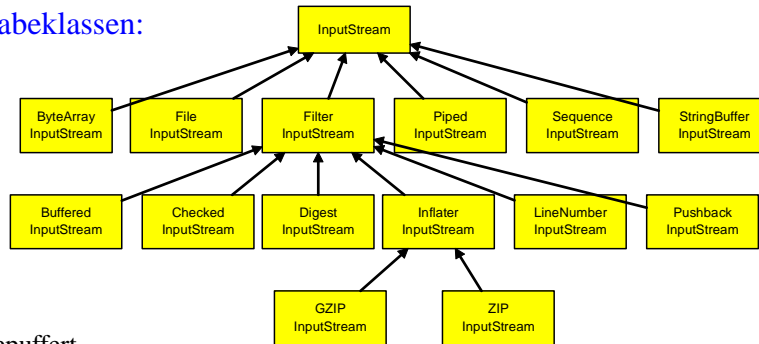 abeklassen:
InputStream
ByteArray
InputStream
File
InputStream
Filter
InputStream
Piped
InputStream
Sequence
InputStream
StringBuffer
InputStream
Buffered
InputStream
Checked
InputStream
Digest
InputStream
Inflater
InputStream
LineNumber
InputStream
Pushback
InputStream
GZIP
InputStream
ZIP
InputStream